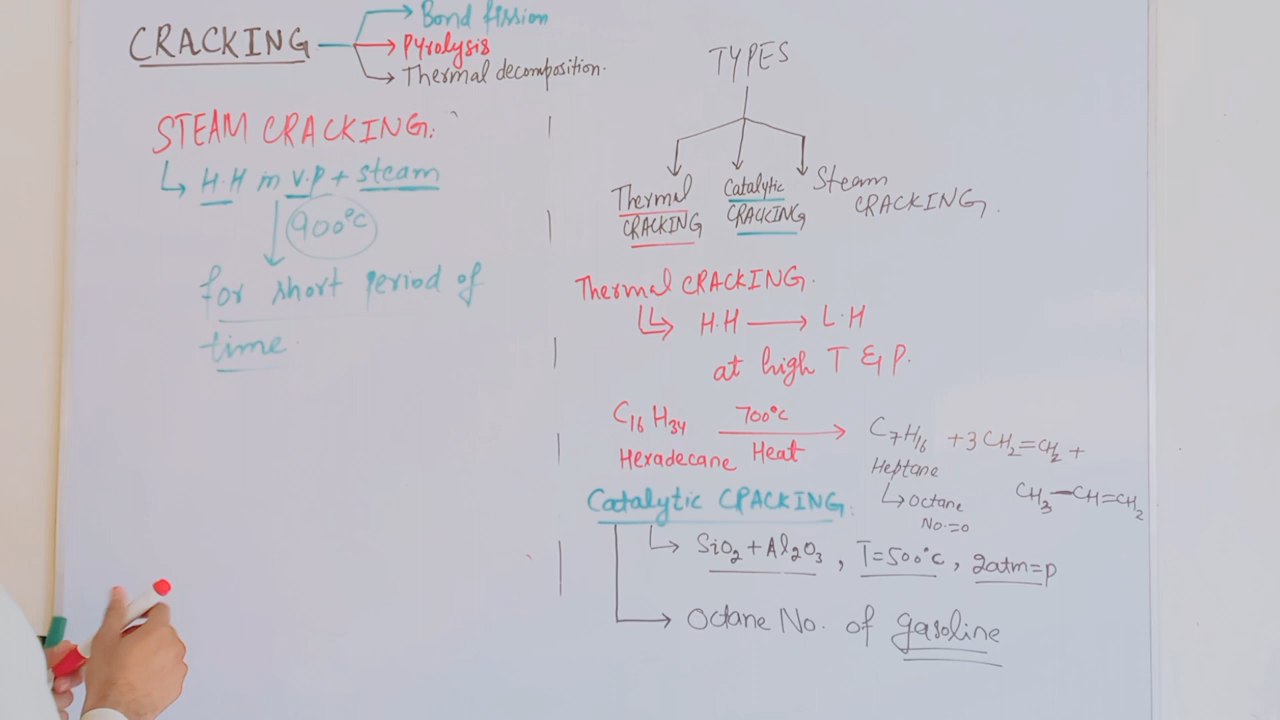 CRACKING
Bond fission
Pyrolysis
Thermal decomposition.
STEAM CRACKING:
H.H in v.p + steam
900°C
for short period of
time
TYPES
Thermal CRACKING
Catalytic CRACKING
Steam CRACKING.
Thermal CRACKING.
H.H → L.H
at high T & P.
C₁₆H₃₄ 700°C Heat → C₇H₁₆ + 3 CH₂=CH₂ +
Hexadecane
Heptane
CH₃—CH=CH₂
Octane
No.=0
Catalytic CRACKING.
SiO₂ + Al₂O₃, T=500°C, 2atm=p
Octane No. of gasoline